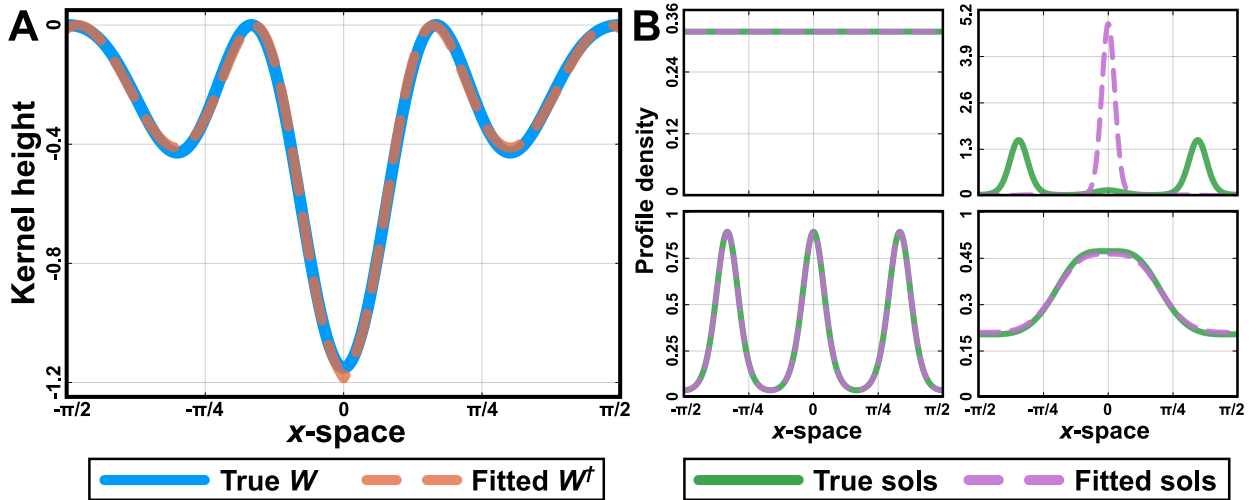 A
Kernel height
0
-0.4
-0.8
-1.2
-π/2
-π/4
0
π/4
π/2
x-space
True W
Fitted W†
B
Profile density
0.36
0.24
0.12
0
5.2
3.9
2.6
1.3
0
1
0.75
0.5
0.25
0
-π/2
-π/4
0
π/4
π/2
x-space
1
0.45
0.3
0.15
0
-π/2
-π/4
0
π/4
π/2
x-space
True sols
Fitted sols